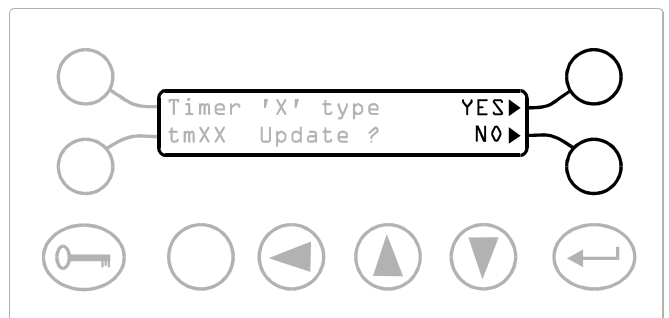 Timer 'X' type YES
tmXX Update ? NO